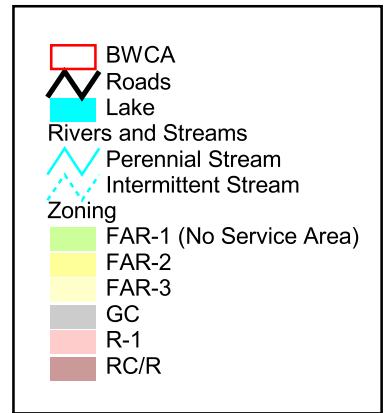 BWCA
Roads
Lake
Rivers and Streams
Perennial Stream
Intermittent Stream
Zoning
FAR-1 (No Service Area)
FAR-2
FAR-3
GC
R-1
RC/R